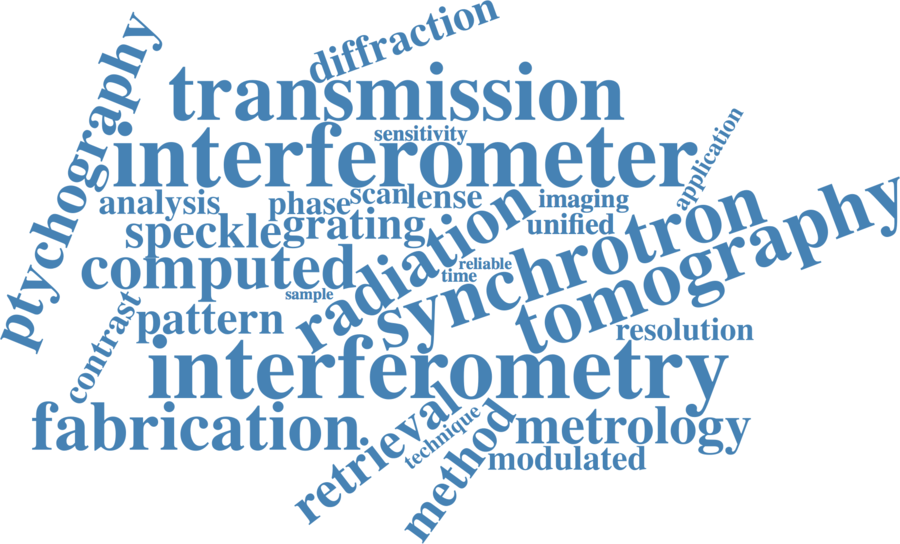 diffraction
ptychography
transmission
sensitivity
interferometer
application
analysis
phase
scan
lense
imaging
speckle
grating
radiation
unified
synchrotron
tomography
computed
reliable
time
sample
contrast
pattern
resolution
interferometry
fabrication
retrieval
technique
method
metrology
modulated